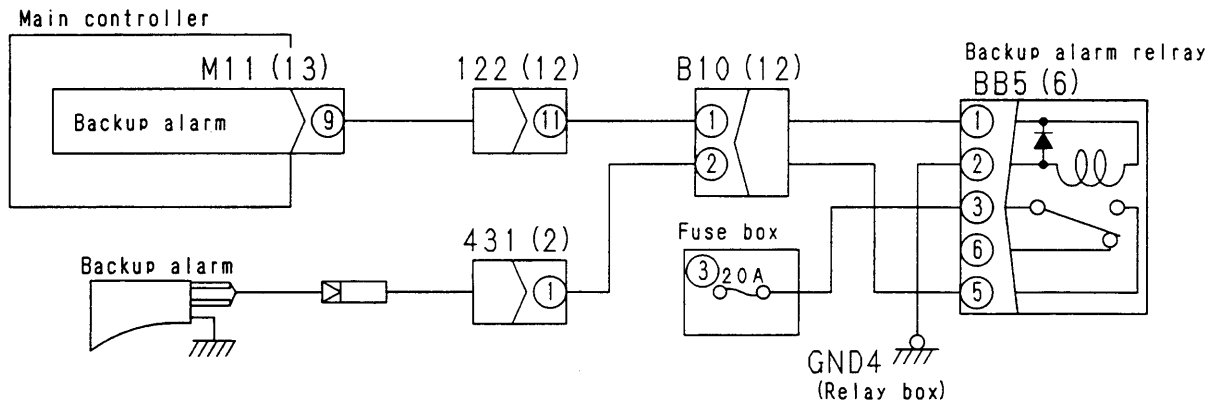 Main controller
M11 (13)
122 (12)
B10 (12)
Backup alarm relray
BB5 (6)
Backup alarm
9
11
1
2
1
2
3
6
5
431 (2)
1
Fuse box
3
20A
Backup alarm
GND4
(Relay box)